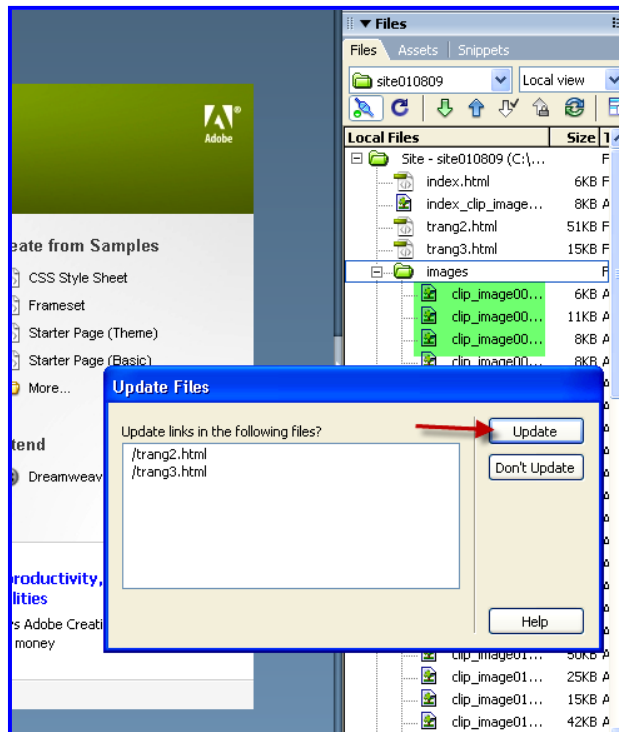 Files
Files Assets Snippets
site010809 Local view
Adobe
Local Files Size T
Site - site010809 (C:\... F
index.html 6KB F
index_clip_image... 8KB A
trang2.html 51KB F
trang3.html 15KB F
images F
eate from Samples
clip_image00... 6KB A
CSS Style Sheet
clip_image00... 11KB A
Frameset
clip_image00... 8KB A
Starter Page (Theme)
Starter Page (Basic)
clip_image00... 8KB A
More...
Update Files
Update links in the following files?
/trang2.html
/trang3.html
Update
Don't Update
Help
tend
Dreamweav
roductivity,
lities
's Adobe Creati
money
clip_image01... 50KB A
clip_image01... 25KB A
clip_image01... 15KB A
clip_image01... 42KB A